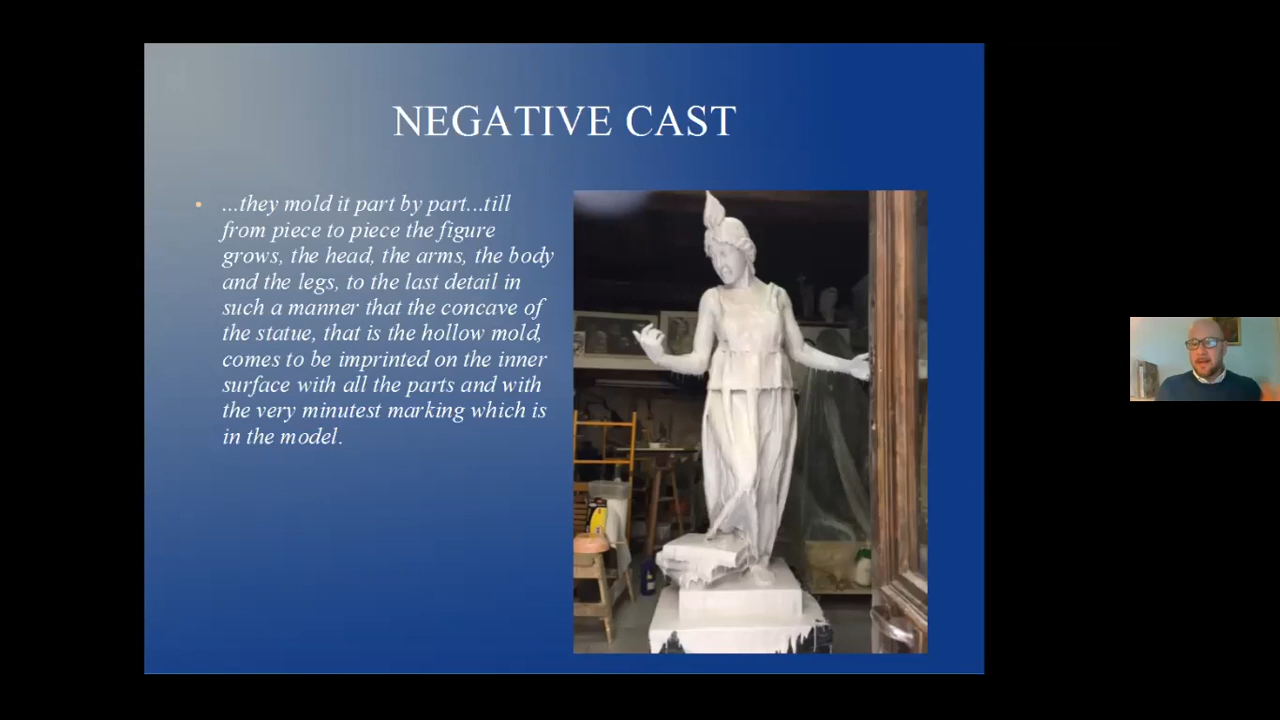 NEGATIVE CAST
• ...they mold it part by part...till
from piece to piece the figure
grows, the head, the arms, the body
and the legs, to the last detail in
such a manner that the concave of
the statue, that is the hollow mold,
comes to be imprinted on the inner
surface with all the parts and with
the very minutest marking which is
in the model.